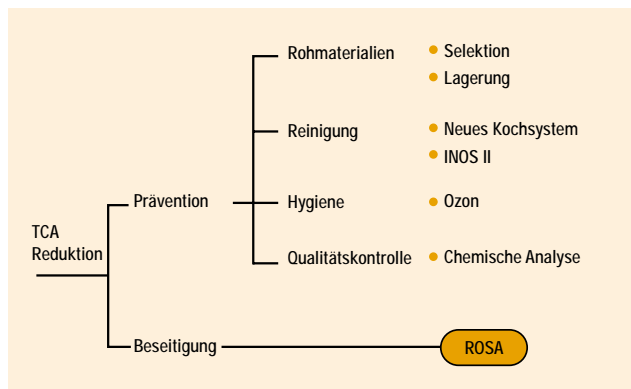 Rohmaterialien
Selektion
Lagerung
Reinigung
Neues Kochsystem
INOS II
Prävention
Hygiene
Ozon
TCA
Reduktion
Qualitätskontrolle
Chemische Analyse
Beseitigung
ROSA